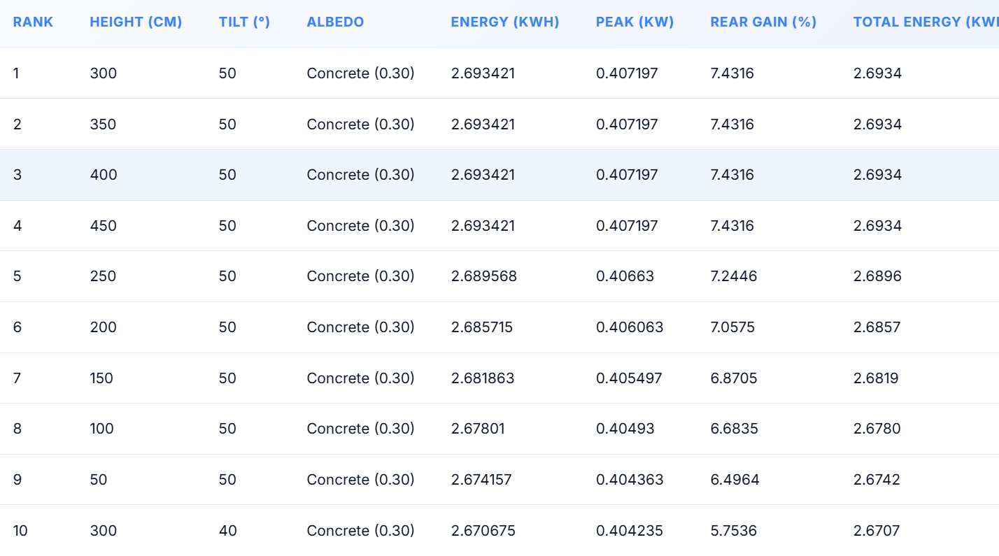 RANK HEIGHT (CM) TILT (°) ALBEDO ENERGY (KWH) PEAK (KW) REAR GAIN (%) TOTAL ENERGY
1 300 50 Concrete (0.30) 2.693421 0.407197 7.4316 2.6934
2 350 50 Concrete (0.30) 2.693421 0.407197 7.4316 2.6934
3 400 50 Concrete (0.30) 2.693421 0.407197 7.4316 2.6934
4 450 50 Concrete (0.30) 2.693421 0.407197 7.4316 2.6934
5 250 50 Concrete (0.30) 2.689568 0.40663 7.2446 2.6896
6 200 50 Concrete (0.30) 2.685715 0.406063 7.0575 2.6857
7 150 50 Concrete (0.30) 2.681863 0.405497 6.8705 2.6819
8 100 50 Concrete (0.30) 2.67801 0.40493 6.6835 2.6780
9 50 50 Concrete (0.30) 2.674157 0.404363 6.4964 2.6742
10 300 40 Concrete (0.30) 2.670675 0.404235 5.7536 2.6707